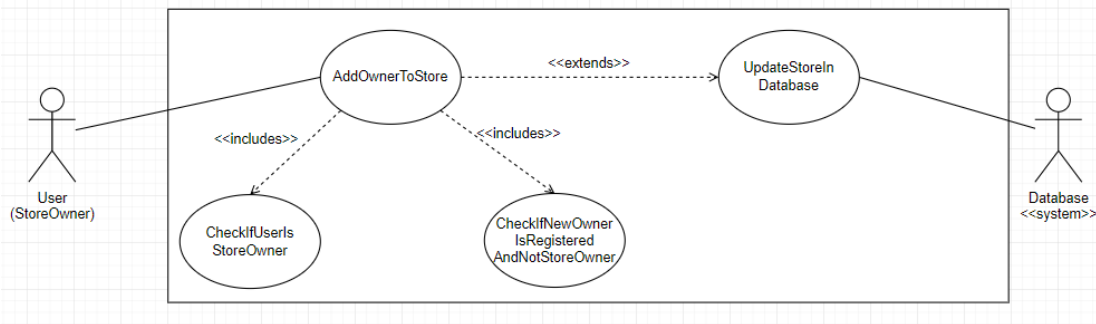 AddOwnerToStore
<<extends>>
UpdateStoreIn
Database
<<includes>>
<<includes>>
User
(StoreOwner)
Database
<<system>>
CheckIfUserIs
StoreOwner
CheckIfNewOwner
IsRegistered
AndNotStoreOwner